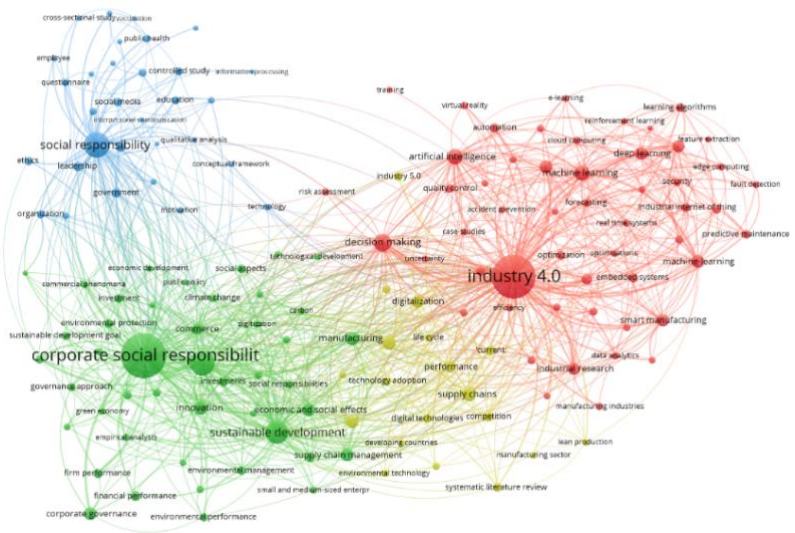 cross-sectional study
public health
employee
controlled study
information processing
questionnaire
training
e-learning
social media
education
virtual reality
learning algorithms
reinforcement learning
automation
social responsibility
qualitative analysis
cloud computing
feature extraction
deep learning
ethics
leadership
conceptual framework
artificial intelligence
edge computing
machine learning
industry 5.0
security
fault detection
government
risk assessment
quality control
organization
motivation
technology
accident prevention
forecasting
industrial internet of thing
real time systems
case studies
predictive maintenance
decision making
technological development
uncertainty
optimization
optimizations
machine-learning
economic development
social aspects
industry 4.0
embedded systems
commercial phenomena
public policy
investment
climate change
digitalization
efficiency
carbon
environmental protection
commerce
digitization
smart manufacturing
sustainable development goal
manufacturing
life cycle
corporate social responsibilit
'current
data analytics
performance
industrial research
governance approach
investments
social responsibilities
technology adoption
supply chains
green economy
innovation
economic and social effects
manufacturing industries
digital technologies
competition
empirical analysis
sustainable development
developing countries
lean production
supply chain management
manufacturing sector
firm performance
environmental management
environmental technology
financial performance
small and medium-sized enterpr
systematic literature review
corporate governance
environmental performance